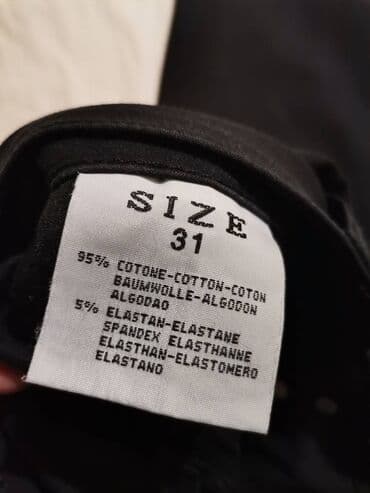 SIZE
31
95% COTONE-COTTON-COTON
BAUMWOLLE-ALGODON
ALGODAO
5% ELASTAN-ELASTANE
SPANDEX ELASTHANNE
ELASTHAN-ELASTOMERO
ELASTANO